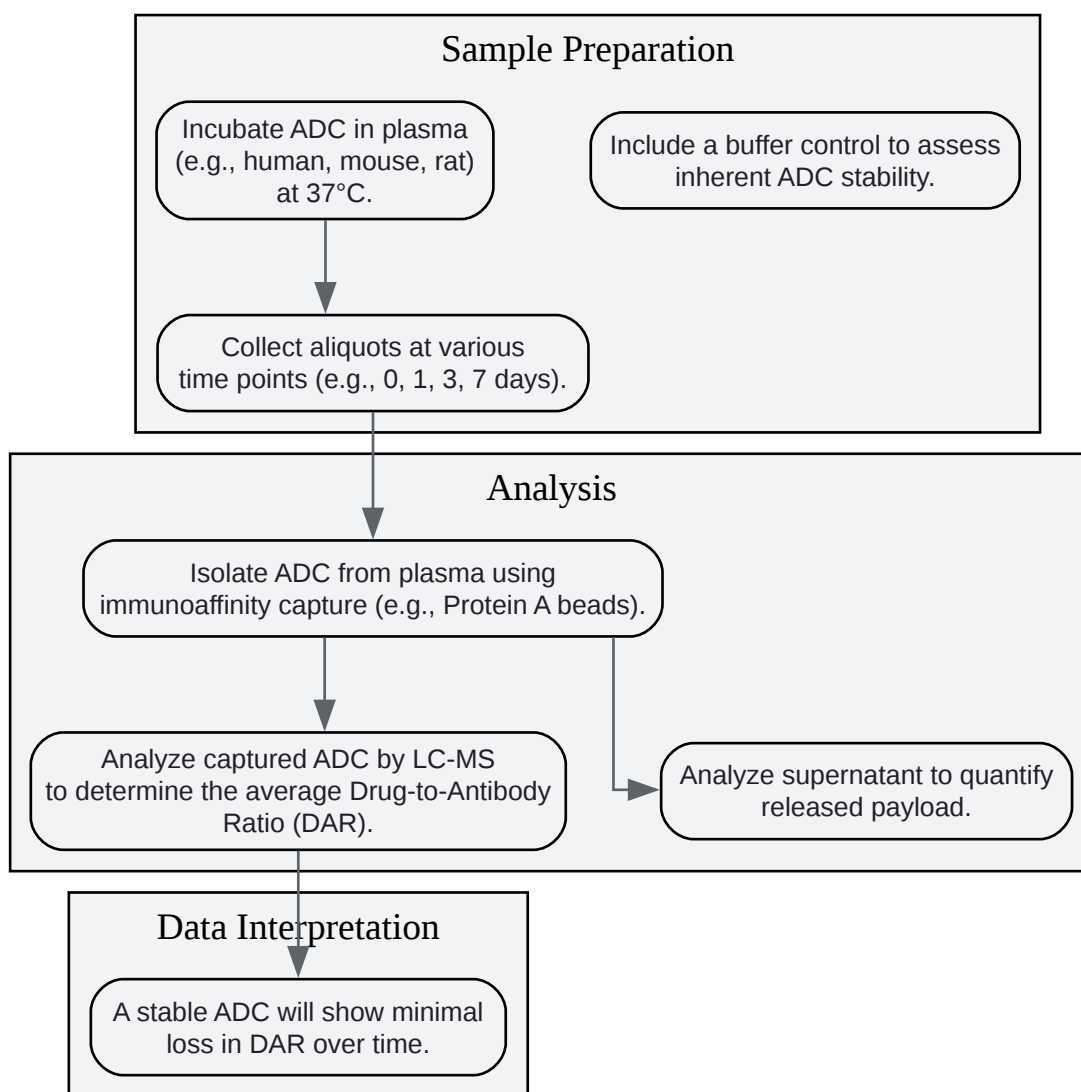 Sample Preparation
Incubate ADC in plasma
(e.g., human, mouse, rat)
at 37°C.
Include a buffer control to assess
inherent ADC stability.
Collect aliquots at various
time points (e.g., 0, 1, 3, 7 days).
Analysis
Isolate ADC from plasma using
immunoaffinity capture (e.g., Protein A beads).
Analyze captured ADC by LC-MS
to determine the average Drug-to-Antibody
Ratio (DAR).
Analyze supernatant to quantify
released payload.
Data Interpretation
A stable ADC will show minimal
loss in DAR over time.